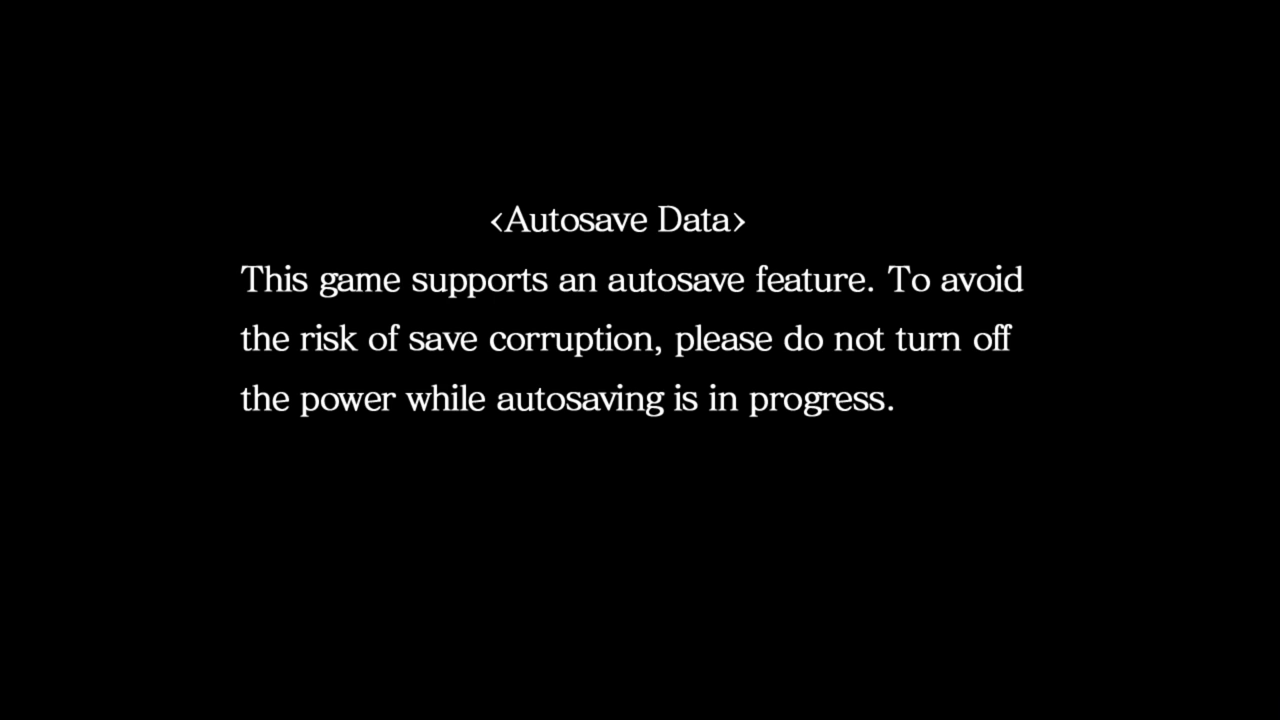 <Autosave Data>
This game supports an autosave feature. To avoid
the risk of save corruption, please do not turn off
the power while autosaving is in progress.